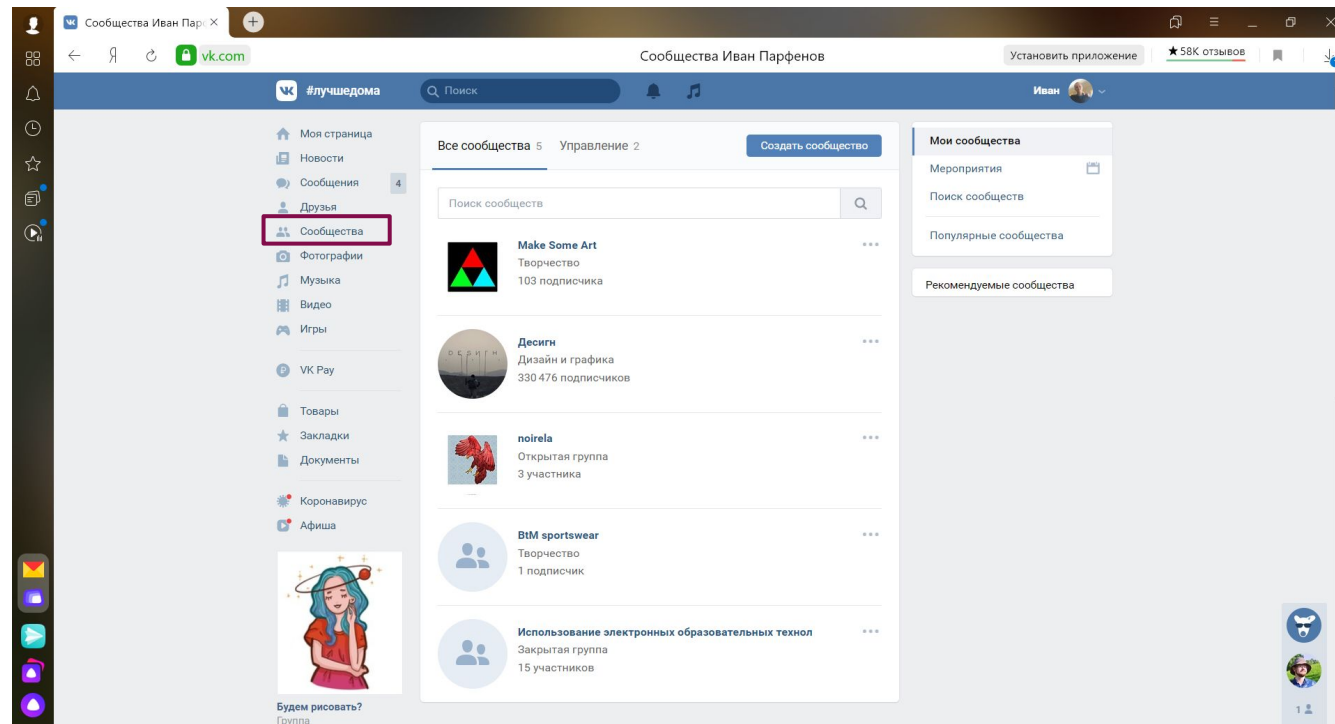 Сообщества Иван Пар
vk.com
Сообщества Иван Парфенов
Установить приложение
★ 58K отзывов
#лучшедома
Поиск
Иван
Моя страница
Новости
Сообщения 4
Друзья
Сообщества
Фотографии
Музыка
Видео
Игры
VK Pay
Товары
Закладки
Документы
Коронавирус
Афиша
Будем рисовать?
Группа
Все сообщества 5 Управление 2
Создать сообщество
Поиск сообществ
Make Some Art
Творчество
103 подписчика
Десигн
Дизайн и графика
330 476 подписчиков
noirela
Открытая группа
3 участника
BtM sportswear
Творчество
1 подписчик
Использование электронных образовательных технол
Закрытая группа
15 участников
Мои сообщества
Мероприятия
Поиск сообществ
Популярные сообщества
Рекомендуемые сообщества
1